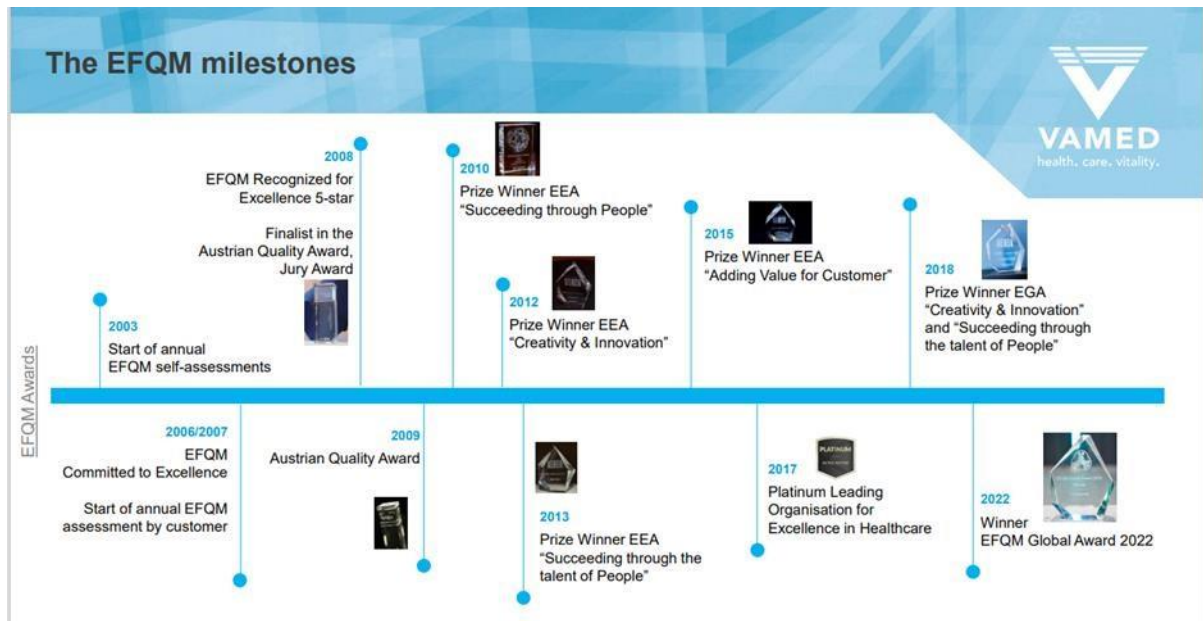 The EFQM milestones
VAMED
health. care. vitality.
EFQM Awards
2003
Start of annual
EFQM self-assessments
2006/2007
EFQM
Committed to Excellence
Start of annual EFQM
assessment by customer
2008
EFQM Recognized for
Excellence 5-star
Finalist in the
Austrian Quality Award,
Jury Award
2009
Austrian Quality Award
2010
Prize Winner EEA
“Succeeding through People”
2012
Prize Winner EEA
“Creativity & Innovation”
2013
Prize Winner EEA
“Succeeding through the
talent of People”
2015
Prize Winner EEA
“Adding Value for Customer”
2017
Platinum Leading
Organisation for
Excellence in Healthcare
PLATINUM
2018
Prize Winner EGA
“Creativity & Innovation”
and “Succeeding through
the talent of People”
2022
Winner
EFQM Global Award 2022